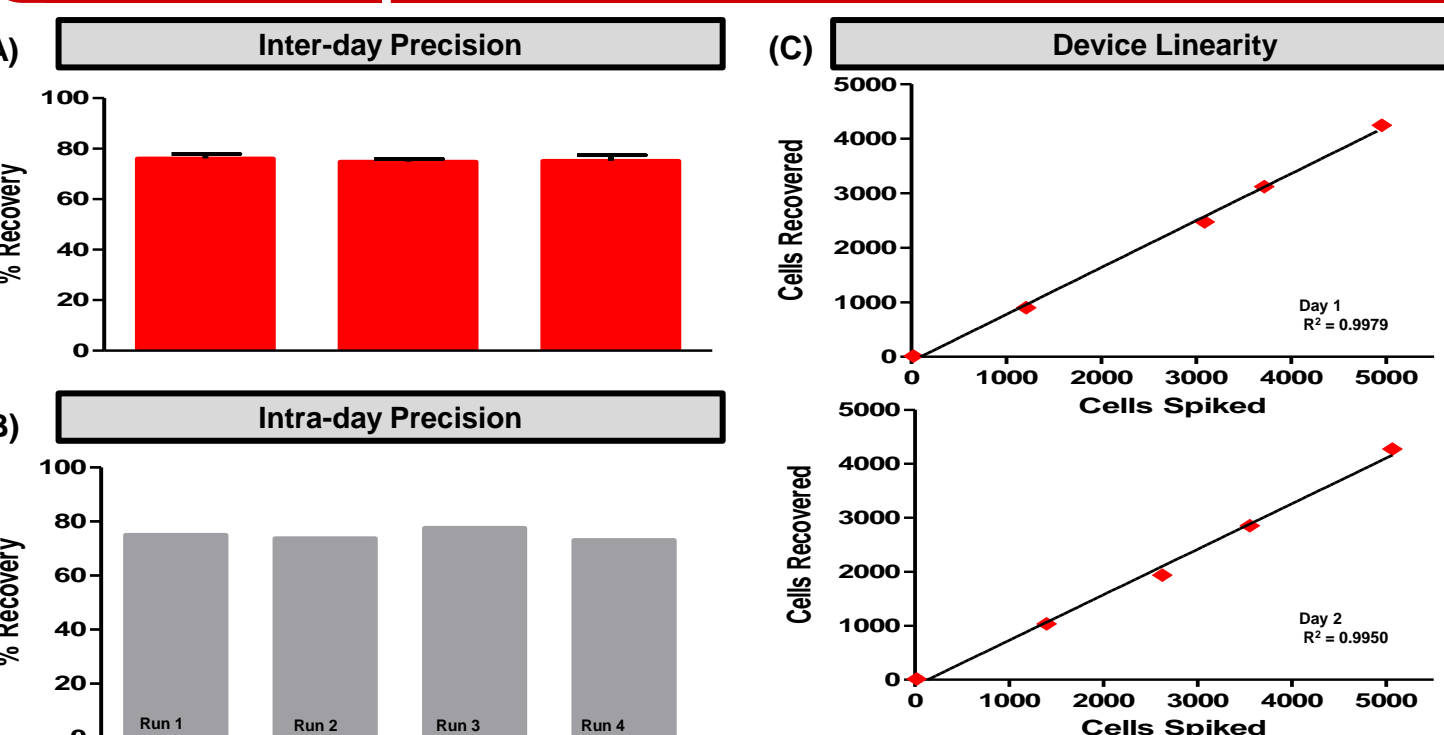 A)
Inter-day Precision
100
80
60
40
20
0
% Recovery
B)
Intra-day Precision
100
80
60
40
20
0
% Recovery
Run 1
Run 2
Run 3
Run 4
(C)
Device Linearity
5000
4000
3000
2000
1000
0
Cells Recovered
Day 1
R² = 0.9979
0 1000 2000 3000 4000 5000
Cells Spiked
5000
4000
3000
2000
1000
0
Cells Recovered
Day 2
R² = 0.9950
0 1000 2000 3000 4000 5000
Cells Spiked